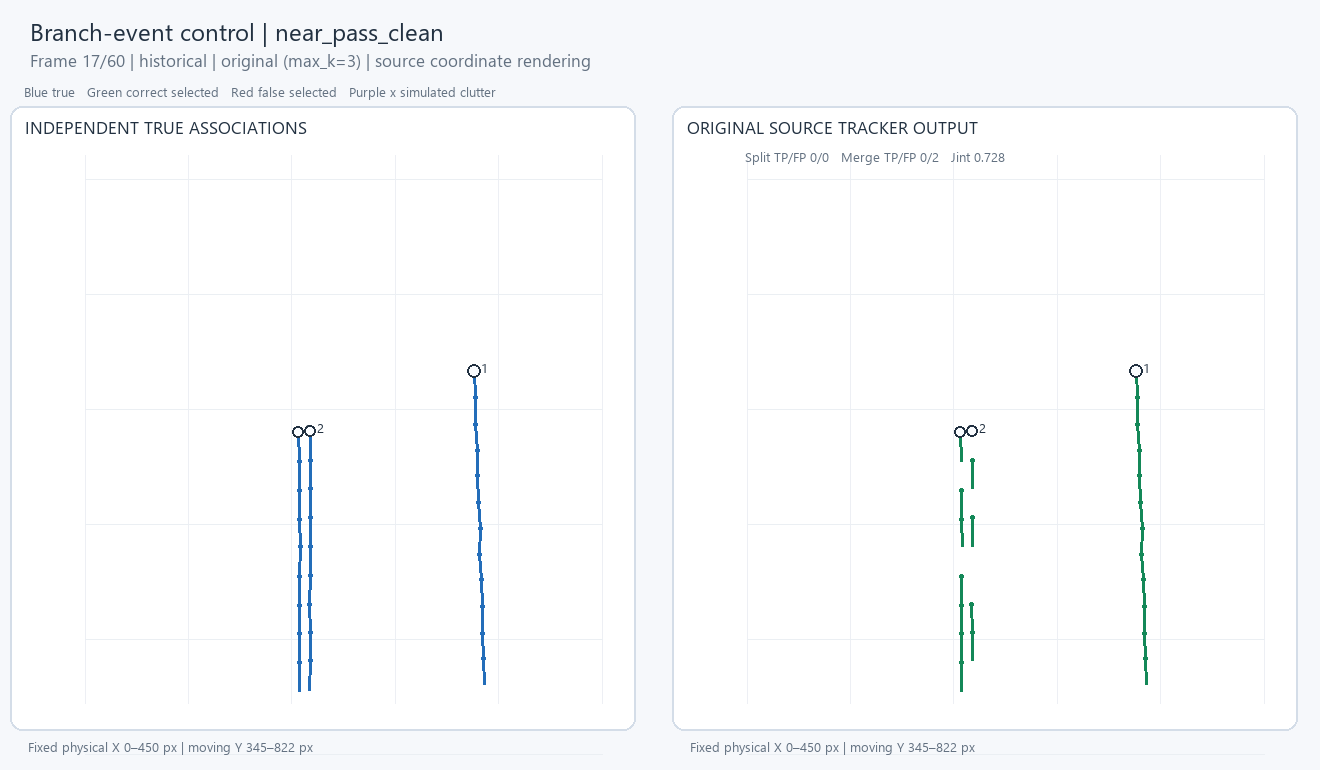 Branch-event control | near_pass_clean
Frame 17/60 | historical | original (max_k=3) | source coordinate rendering
Blue true Green correct selected Red false selected Purple x simulated clutter
INDEPENDENT TRUE ASSOCIATIONS
1
2
Fixed physical X 0–450 px | moving Y 345–822 px
ORIGINAL SOURCE TRACKER OUTPUT
Split TP/FP 0/0 Merge TP/FP 0/2 Jint 0.728
1
2
Fixed physical X 0–450 px | moving Y 345–822 px